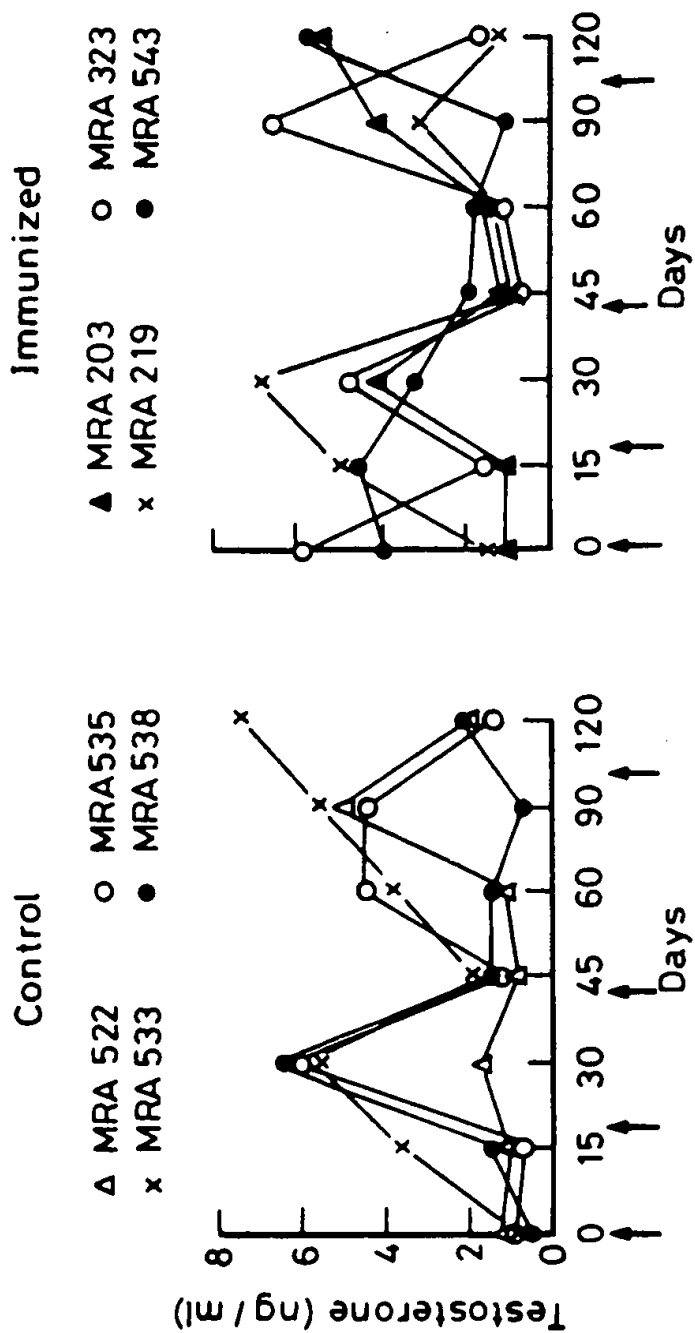 Control
△ MRA 522 ○ MRA 535
× MRA 533 ● MRA 538
Testosterone (ng/ml)
8
6
4
2
0
0 15 30 45 60 90 120
Days
Immunized
▲ MRA 203 ○ MRA 323
× MRA 219 ● MRA 543
0 15 30 45 60 90 120
Days